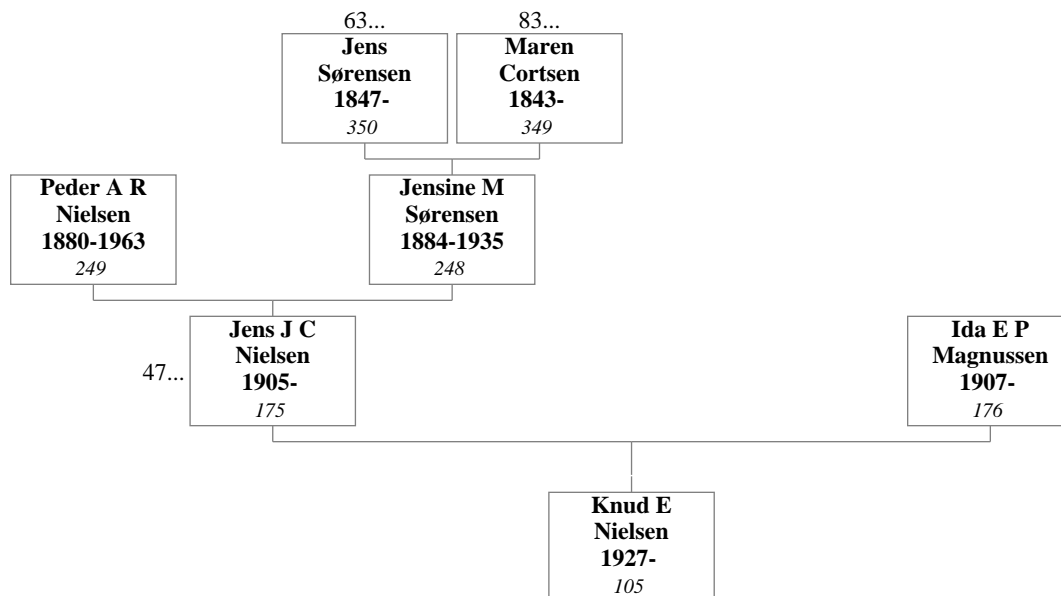 63...
83...
Jens
Sørensen
1847-
350
Maren
Cortsen
1843-
349
Peder A R
Nielsen
1880-1963
249
Jensine M
Sørensen
1884-1935
248
47...
Jens J C
Nielsen
1905-
175
Ida E P
Magnussen
1907-
176
Knud E
Nielsen
1927-
105